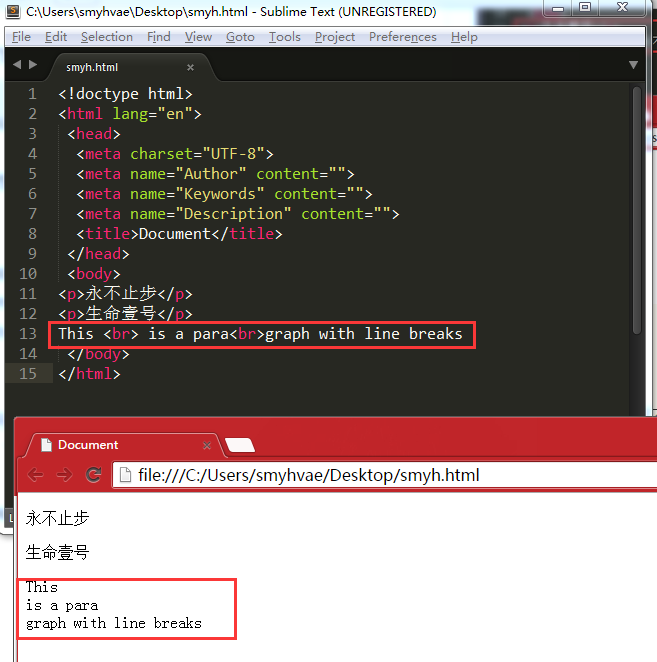 C:\Users\smyhvae\Desktop\smyh.html - Sublime Text (UNREGISTERED)
File Edit Selection Find View Goto Tools Project Preferences Help
smyh.html ×
1 <!doctype html>
2 <html lang="en">
3 <head>
4 <meta charset="UTF-8">
5 <meta name="Author" content="">
6 <meta name="Keywords" content="">
7 <meta name="Description" content="">
8 <title>Document</title>
9 </head>
10 <body>
11 <p>永不止步</p>
12 <p>生命壹号</p>
13 This <br> is a para<br>graph with line breaks
14 </body>
15 </html>
Document ×
file:///C:/Users/smyhvae/Desktop/smyh.html
永不止步
生命壹号
This
is a para
graph with line breaks